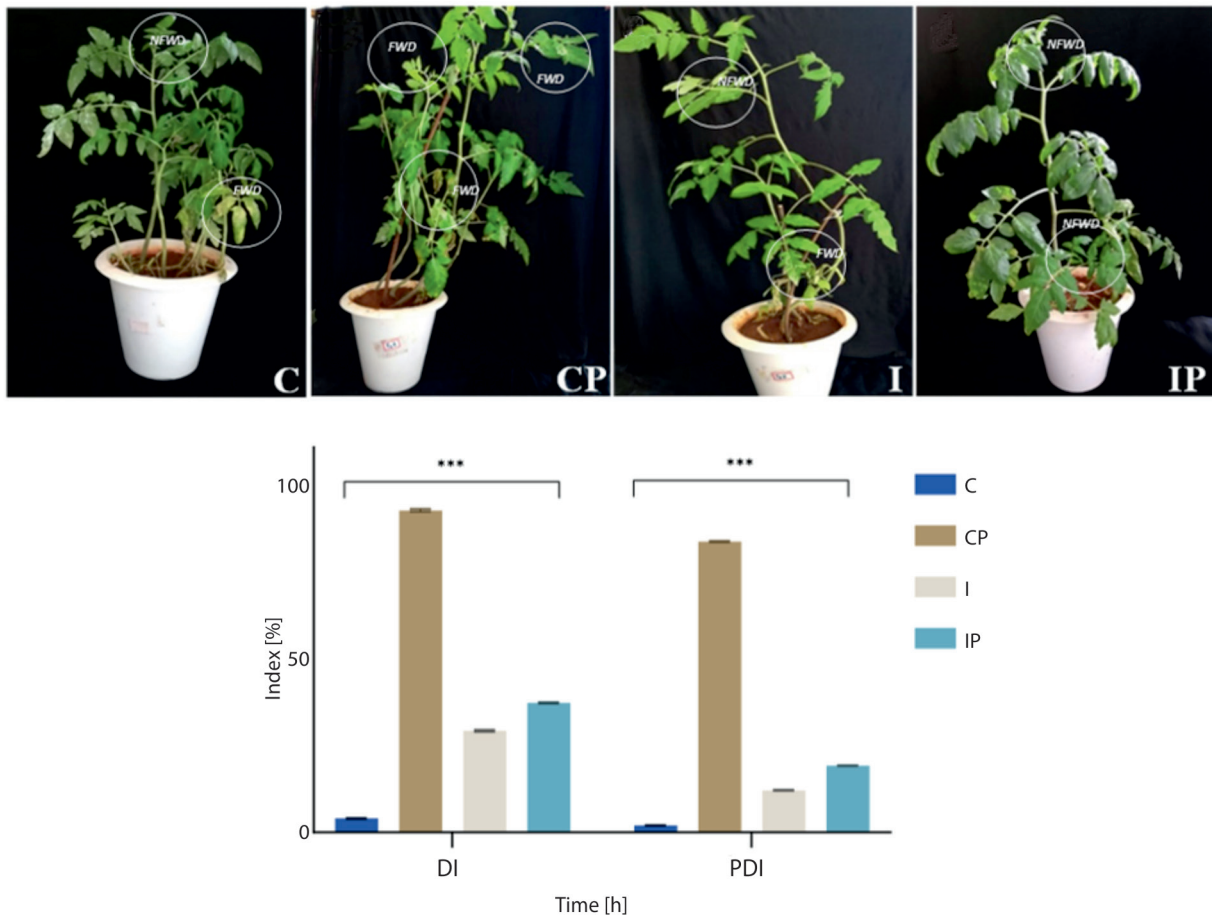 NFWD
FWD
C
FWD
FWD
FWD
CP
NFWD
FWD
I
NFWD
NFWD
IP
***
***
100
50
0
Index [%]
DI
PDI
Time [h]
C
CP
I
IP